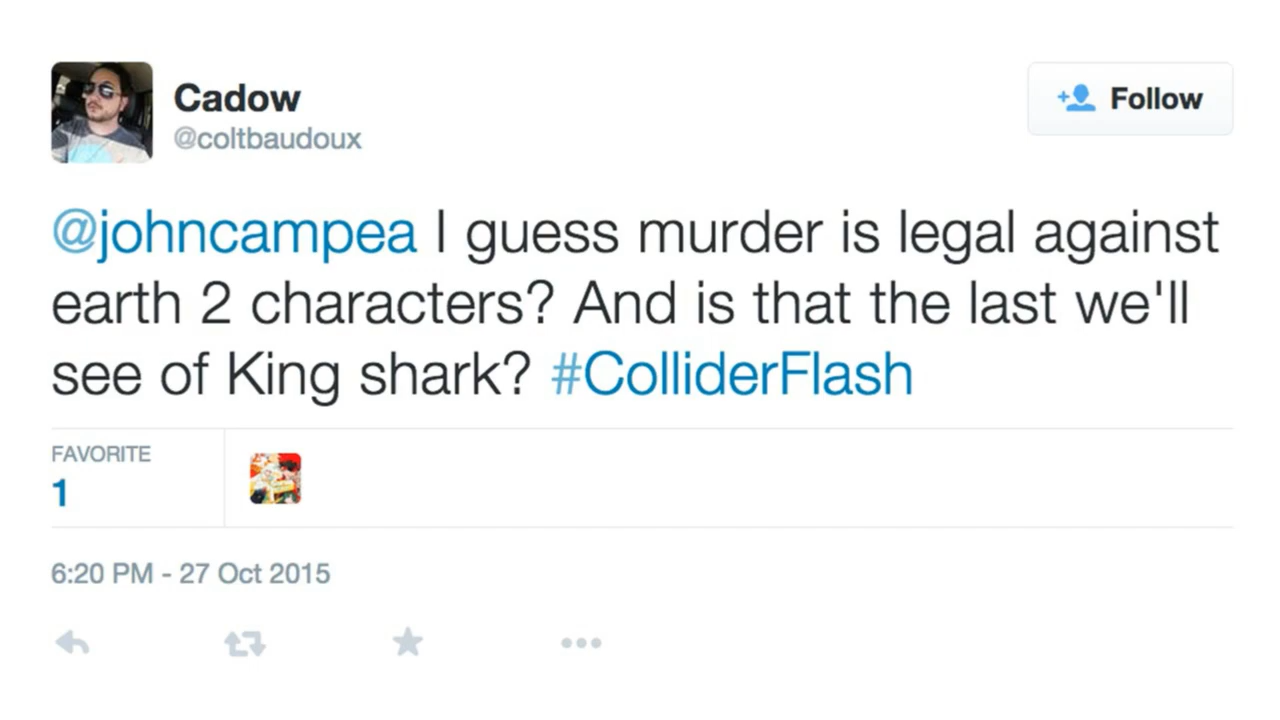 Cadow
@coltbaudoux
Follow
@johncampea I guess murder is legal against
earth 2 characters? And is that the last we'll
see of King shark? #ColliderFlash
FAVORITE
1
6:20 PM - 27 Oct 2015